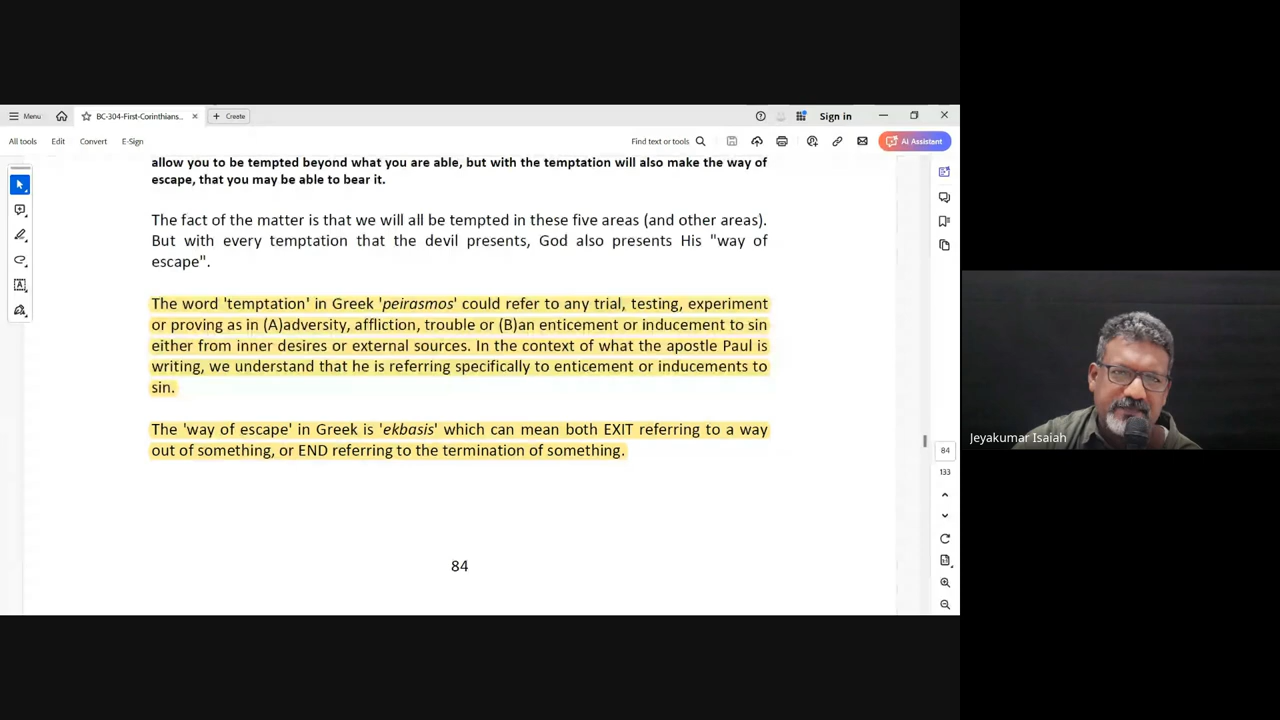 Menu
BC-304-First-Corinthians...
Create
Sign in
All tools
Edit
Convert
E-Sign
Find text or tools
AI Assistant
allow you to be tempted beyond what you are able, but with the temptation will also make the way of
escape, that you may be able to bear it.
The fact of the matter is that we will all be tempted in these five areas (and other areas).
But with every temptation that the devil presents, God also presents His "way of
escape".
The word 'temptation' in Greek 'peirasmos' could refer to any trial, testing, experiment
or proving as in (A)adversity, affliction, trouble or (B)an enticement or inducement to sin
either from inner desires or external sources. In the context of what the apostle Paul is
writing, we understand that he is referring specifically to enticement or inducements to
sin.
The 'way of escape' in Greek is 'ekbasis' which can mean both EXIT referring to a way
out of something, or END referring to the termination of something.
84
84
133
Jeyakumar Isaiah